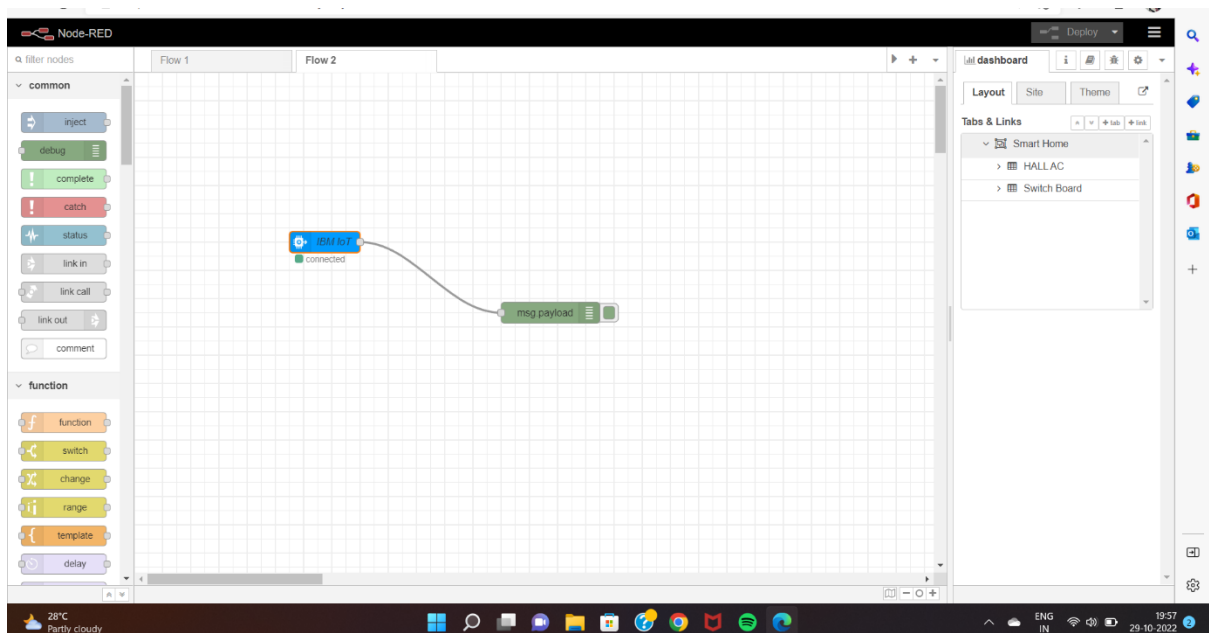 Node-RED
Deploy
filter nodes
Flow 1
Flow 2
dashboard
i
common
Layout
Site
Theme
Tabs & Links
tab
link
Smart Home
HALL AC
Switch Board
inject
debug
complete
catch
status
link in
link call
link out
comment
IBM IoT
connected
msg.payload
function
function
switch
change
range
template
delay
28°C
Partly cloudy
ENG
IN
19:57
29-10-2022
2